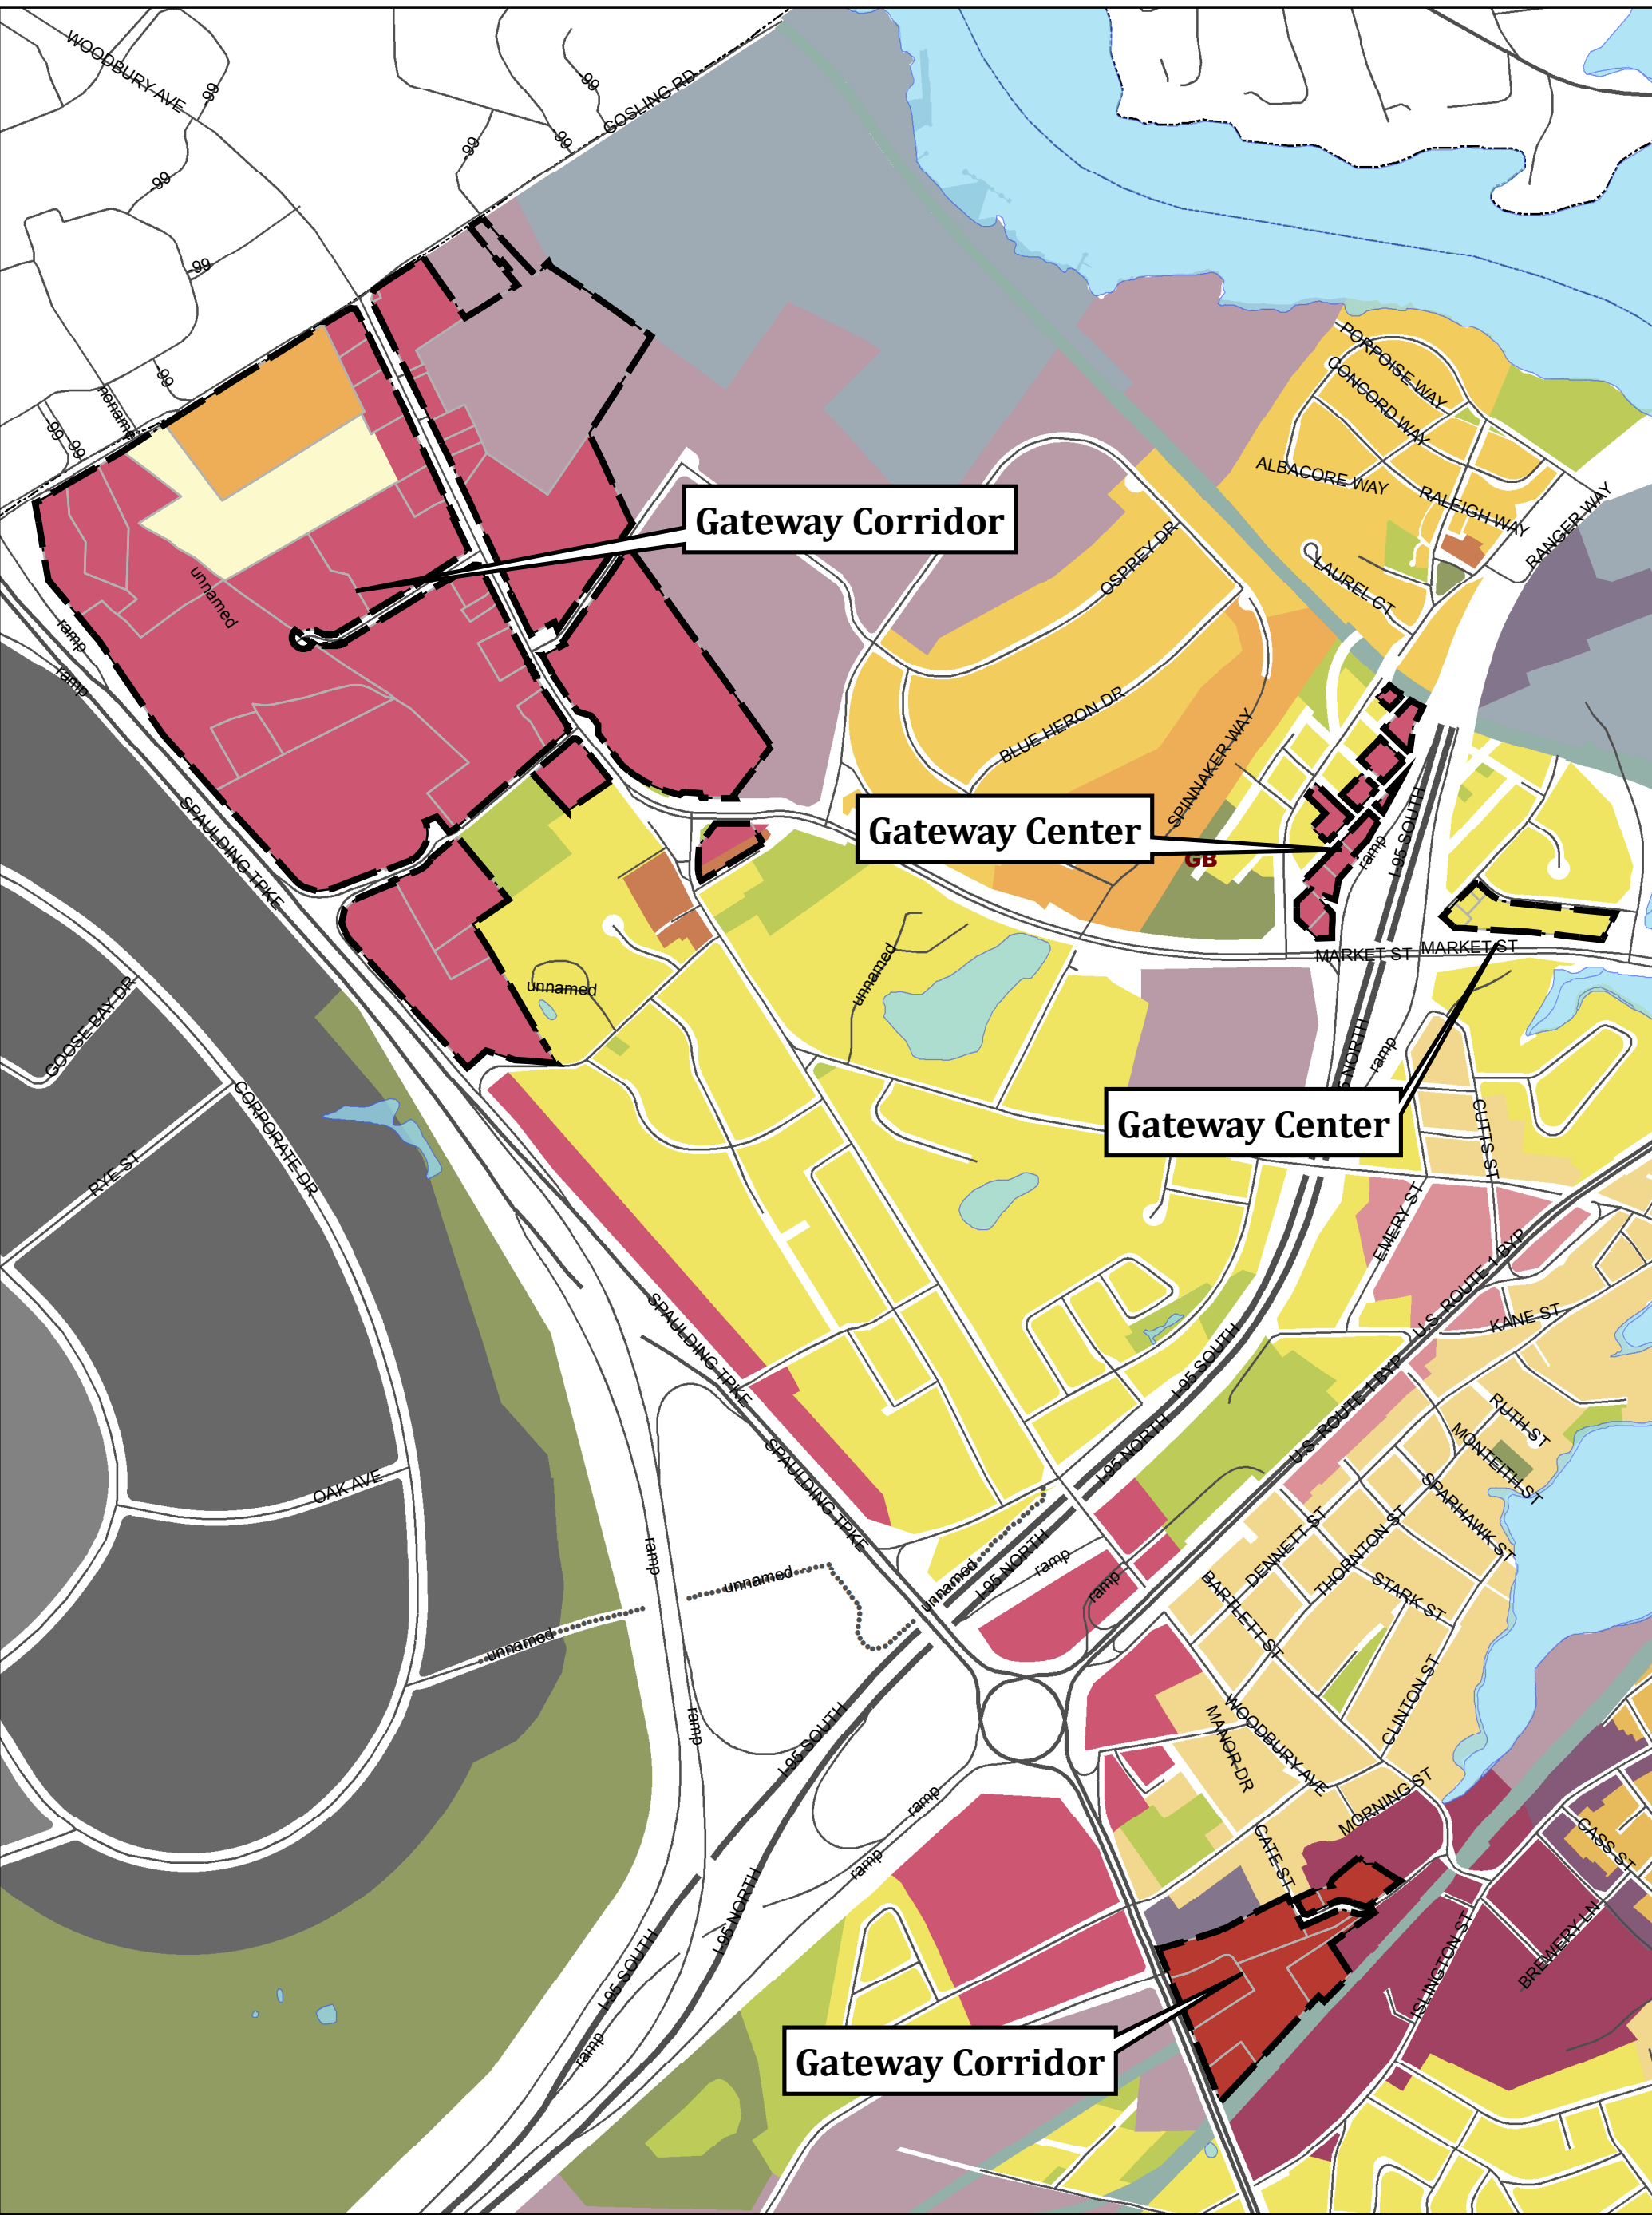 WOODBURY AVE
-99
-99
GOSLING RD
-99
-99
-99
-99
-99
noname
-99
-99
PORPOISE WAY
CONCORD WAY
ALBACORE WAY
RALEIGH WAY
RANGER WAY
Gateway Corridor
OSPREY DR
LAUREL CT
unnamed
ramp
ramp
BLUE HERON DR
SPINNAKER WAY
SPAULDING TPKE
Gateway Center
GB
ramp
I-95 SOUTH
MARKET ST
MARKET ST
unnamed
unnamed
GOOSE BAY DR
CORPORATE DR
RYE ST
5 NORTH
ramp
Gateway Center
CUTTS ST
EMERY ST
U.S. ROUTE 1 BYP
KANE ST
SPAULDING TPKE
I-95 SOUTH
U.S. ROUTE 1 BYP
RUTH ST
MONTEITH ST
SPAULDING TPKE
I-95 NORTH
OAK AVE
SPARHAWK ST
DENNETT ST
THORNTON ST
STARK ST
BARTLETT ST
ramp
unnamed
unnamed
I-95 NORTH
ramp
ramp
unnamed
CLINTON ST
WOODBURY AVE
MANOR DR
ramp
I-95 SOUTH
ramp
MORNING ST
CATE ST
CASS ST
ramp
I-95 NORTH
I-95 SOUTH
ISLINGTON ST
BREWERY LN
ramp
Gateway Corridor